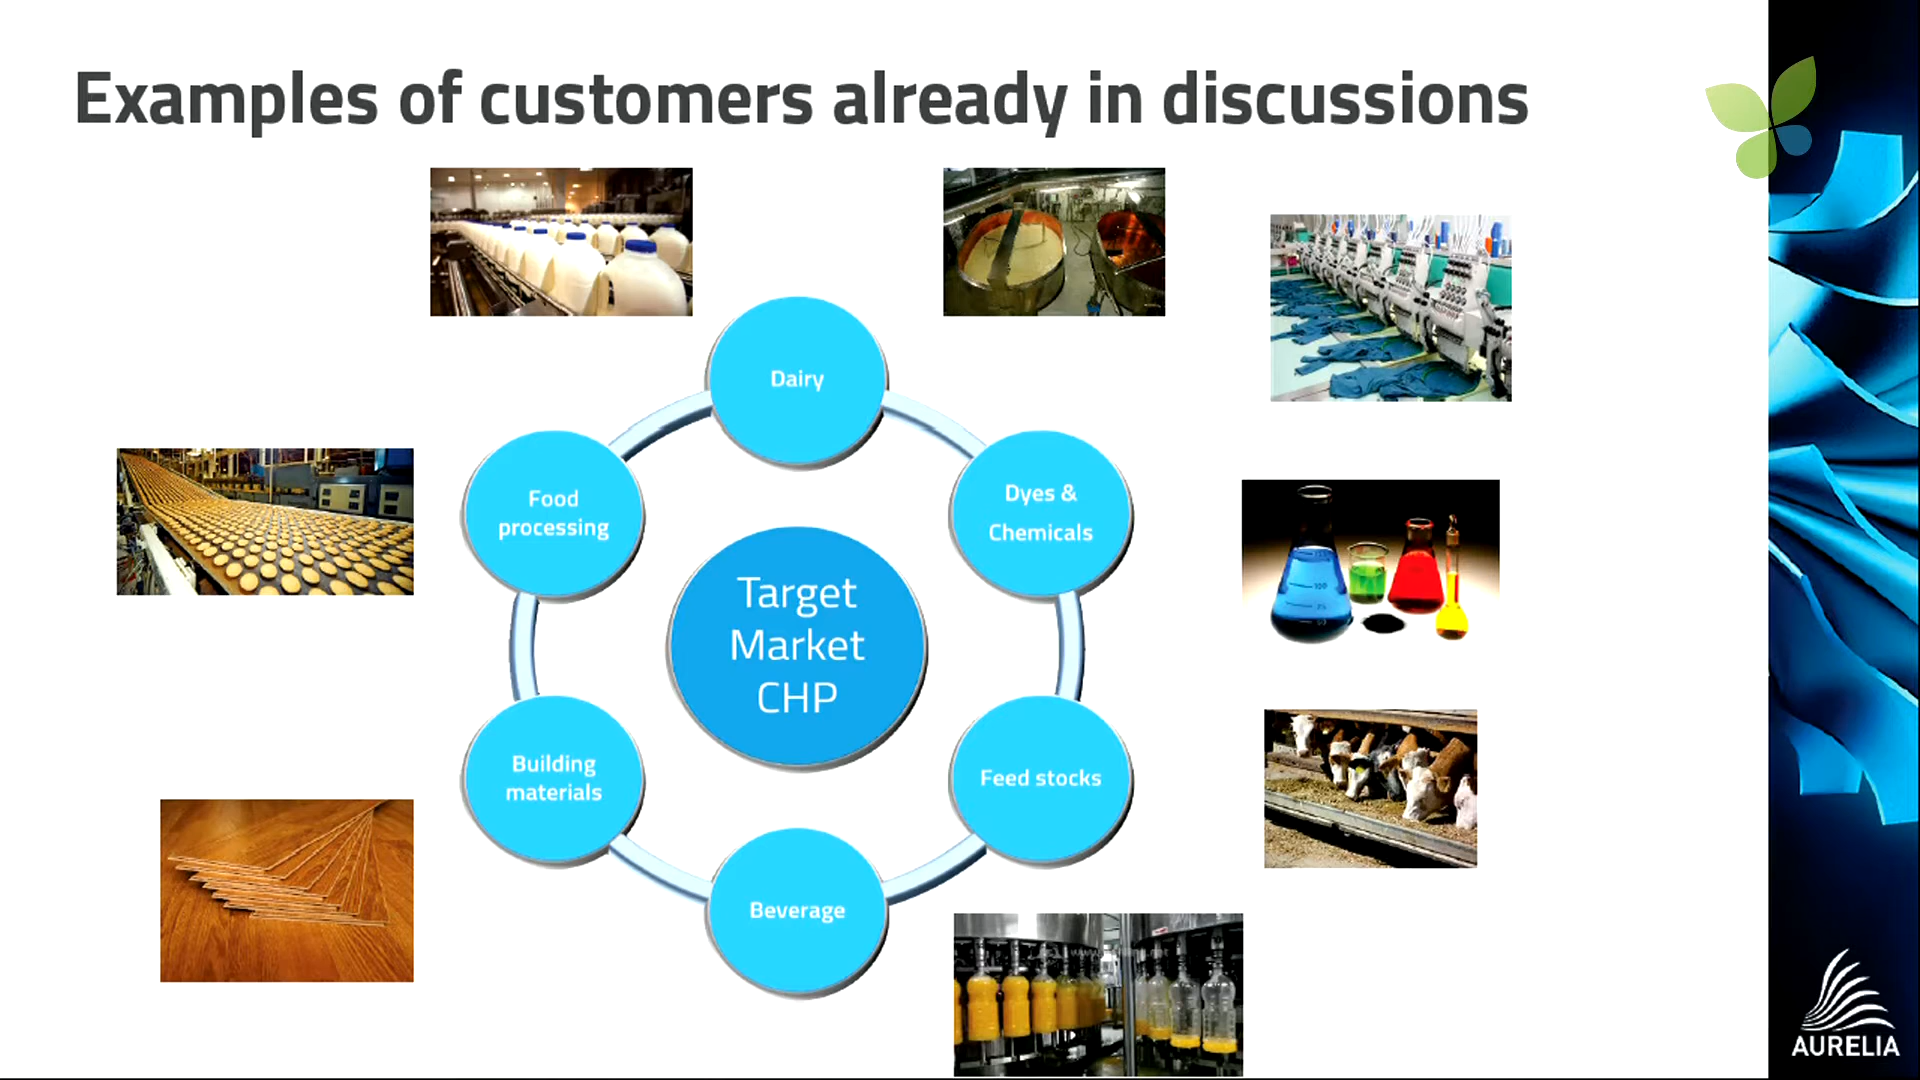 Examples of customers already in discussions
Dairy
Food
processing
Dyes &
Chemicals
Target
Market
CHP
Building
materials
Feed stocks
Beverage
100
AURELIA